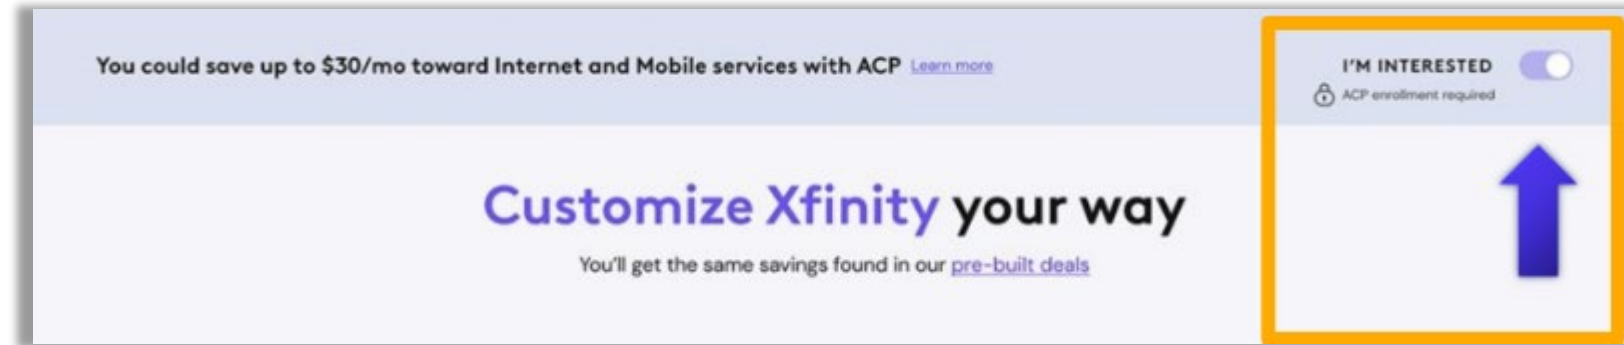 You could save up to $30/mo toward Internet and Mobile services with ACP Learn more
I'M INTERESTED
ACP enrollment required
Customize Xfinity your way
You'll get the same savings found in our pre-built deals